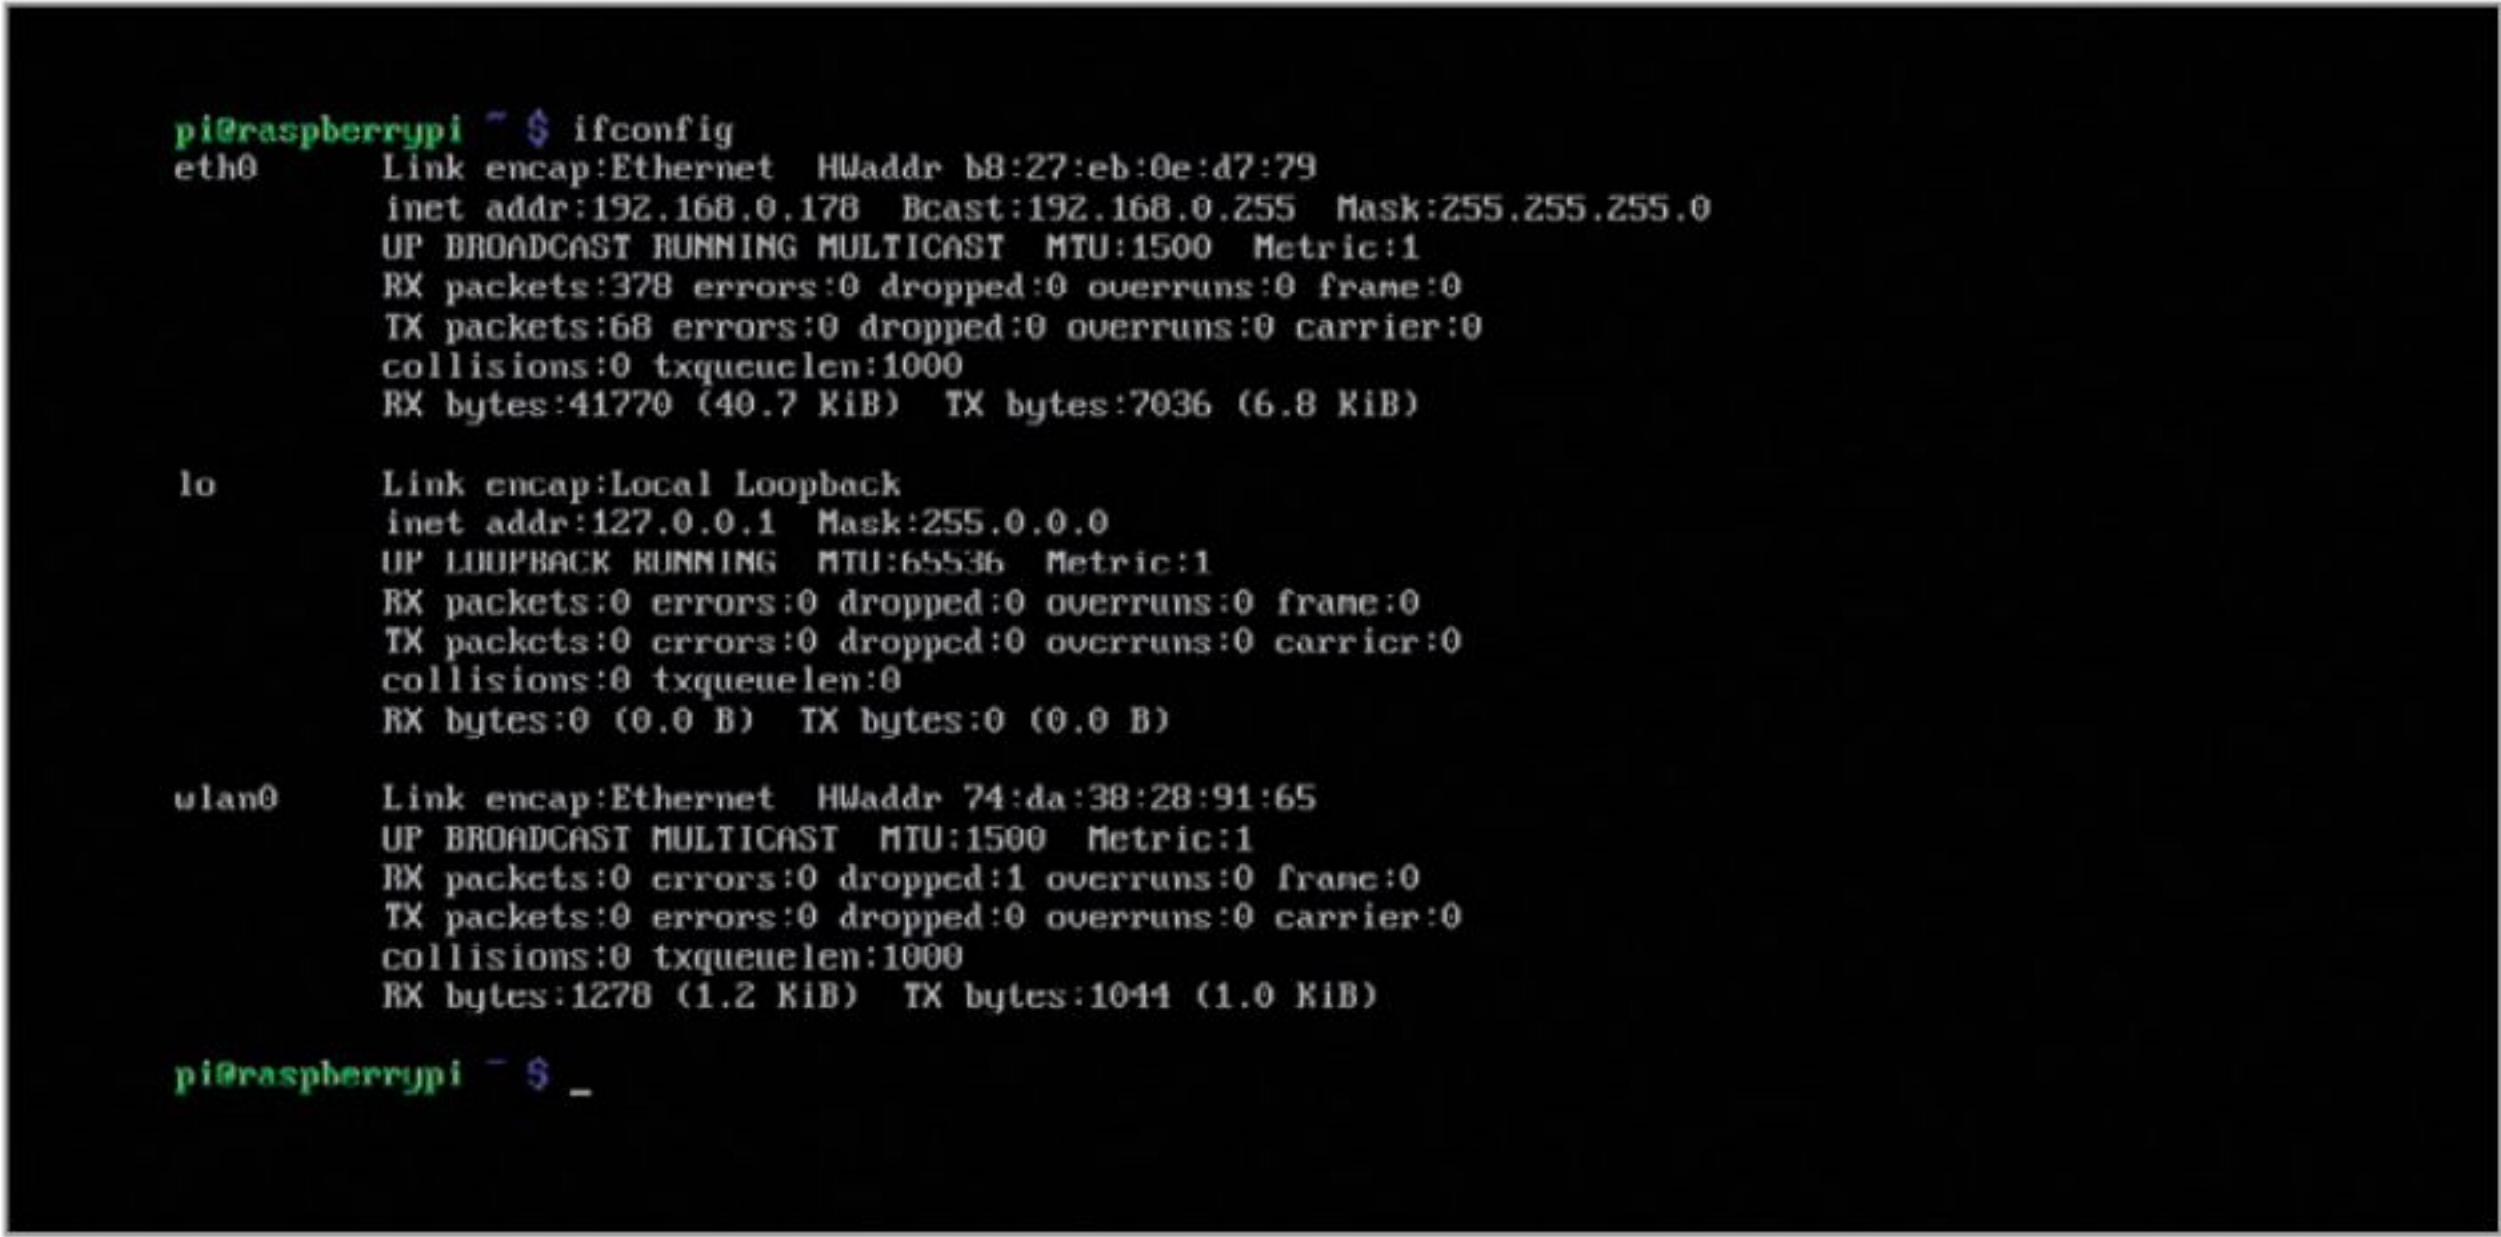 pi@raspberrypi ~ $ ifconfig
eth0      Link encap:Ethernet  HWaddr b8:27:eb:0e:d7:79
          inet addr:192.168.0.178  Bcast:192.168.0.255  Mask:255.255.255.0
          UP BROADCAST RUNNING MULTICAST  MTU:1500  Metric:1
          RX packets:378 errors:0 dropped:0 overruns:0 frame:0
          TX packets:68 errors:0 dropped:0 overruns:0 carrier:0
          collisions:0 txqueuelen:1000
          RX bytes:41770 (40.7 KiB)  TX bytes:7036 (6.8 KiB)
lo        Link encap:Local Loopback
          inet addr:127.0.0.1  Mask:255.0.0.0
          UP LOOPBACK RUNNING  MTU:65536  Metric:1
          RX packets:0 errors:0 dropped:0 overruns:0 frame:0
          TX packets:0 errors:0 dropped:0 overruns:0 carrier:0
          collisions:0 txqueuelen:0
          RX bytes:0 (0.0 B)  TX bytes:0 (0.0 B)
wlan0     Link encap:Ethernet  HWaddr 74:da:38:28:91:65
          UP BROADCAST MULTICAST  MTU:1500  Metric:1
          RX packets:0 errors:0 dropped:1 overruns:0 frame:0
          TX packets:0 errors:0 dropped:0 overruns:0 carrier:0
          collisions:0 txqueuelen:1000
          RX bytes:1278 (1.2 KiB)  TX bytes:1044 (1.0 KiB)
pi@raspberrypi ~ $ _